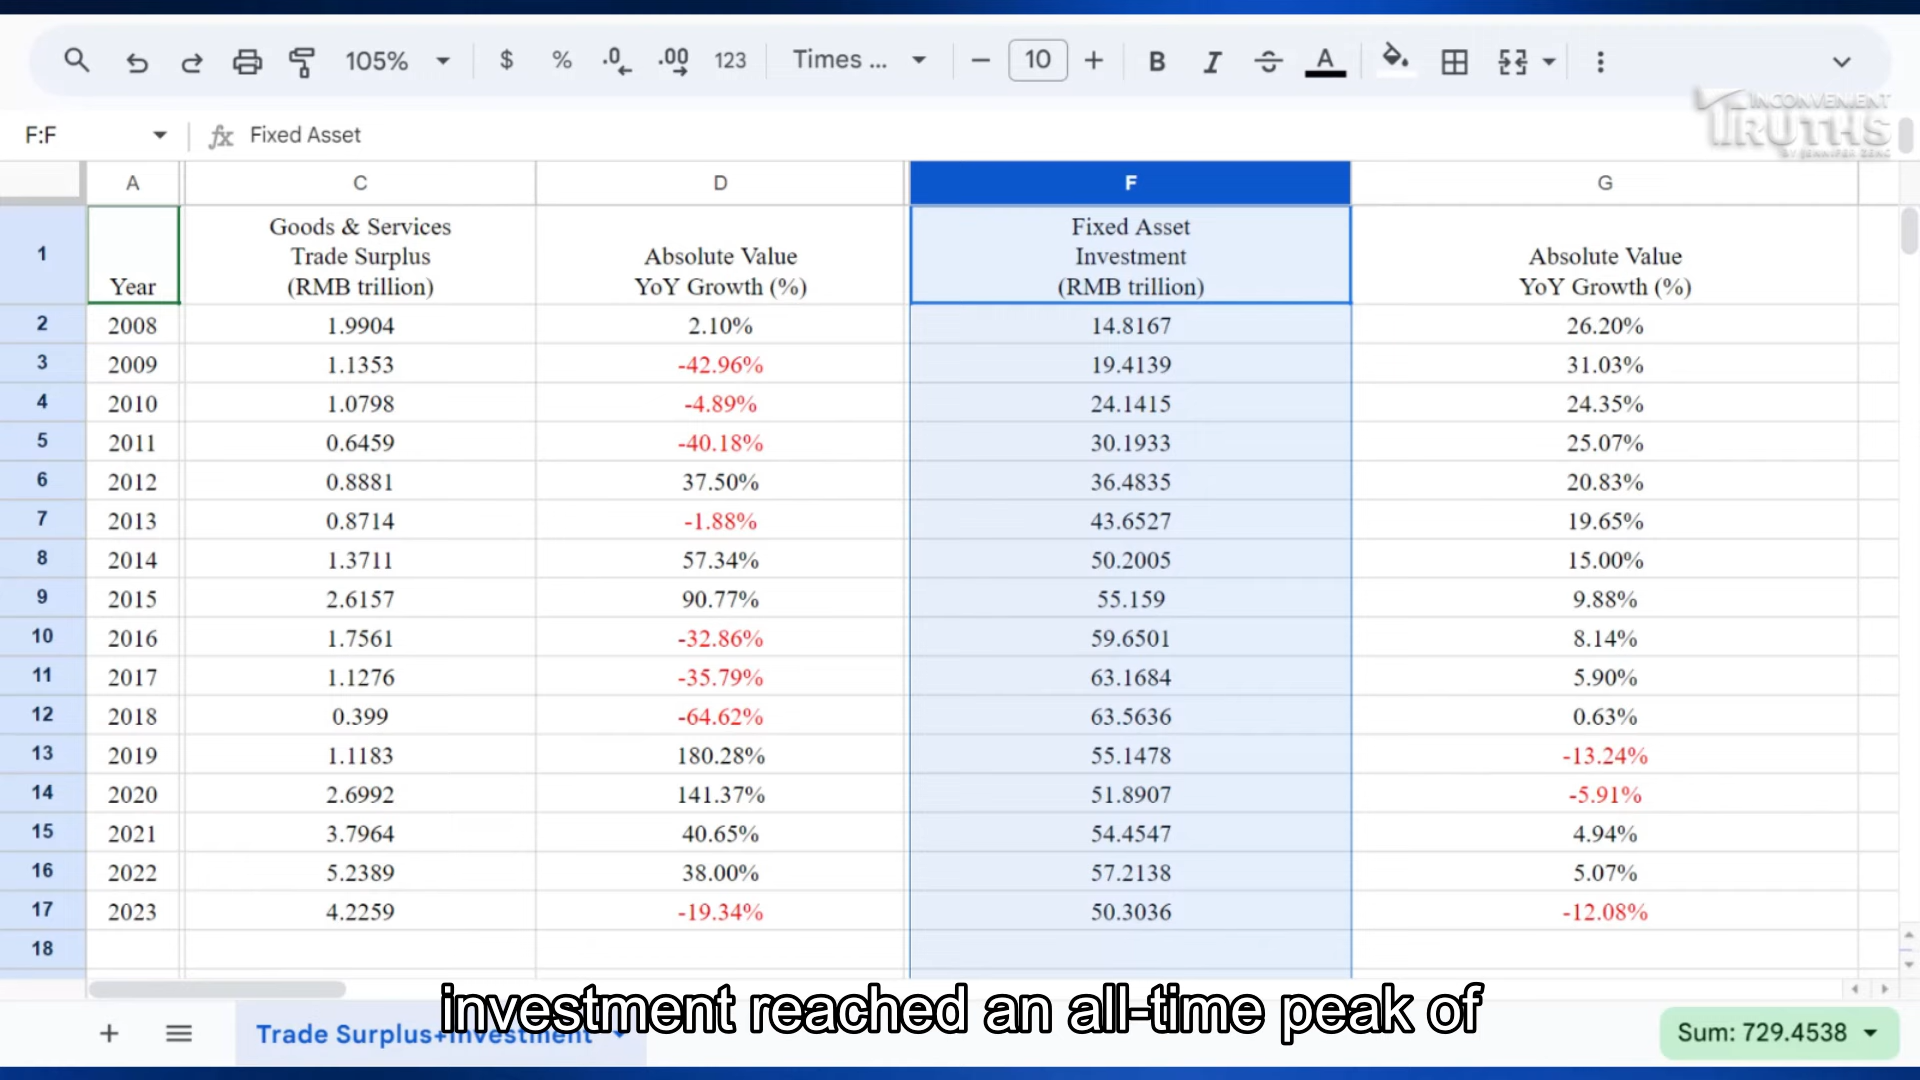 105% $ % .0 .00 123 Times ... 10 B I A
INCONVENIENT
TRUTHS
BY JENNIFER ZENG
F:F fx Fixed Asset
A C D F G
1 Year Goods & Services Trade Surplus (RMB trillion) Absolute Value YoY Growth (%) Fixed Asset Investment (RMB trillion) Absolute Value YoY Growth (%)
2 2008 1.9904 2.10% 14.8167 26.20%
3 2009 1.1353 -42.96% 19.4139 31.03%
4 2010 1.0798 -4.89% 24.1415 24.35%
5 2011 0.6459 -40.18% 30.1933 25.07%
6 2012 0.8881 37.50% 36.4835 20.83%
7 2013 0.8714 -1.88% 43.6527 19.65%
8 2014 1.3711 57.34% 50.2005 15.00%
9 2015 2.6157 90.77% 55.159 9.88%
10 2016 1.7561 -32.86% 59.6501 8.14%
11 2017 1.1276 -35.79% 63.1684 5.90%
12 2018 0.399 -64.62% 63.5636 0.63%
13 2019 1.1183 180.28% 55.1478 -13.24%
14 2020 2.6992 141.37% 51.8907 -5.91%
15 2021 3.7964 40.65% 54.4547 4.94%
16 2022 5.2389 38.00% 57.2138 5.07%
17 2023 4.2259 -19.34% 50.3036 -12.08%
18
investment reached an all-time peak of
Trade Surplus+Investment
Sum: 729.4538